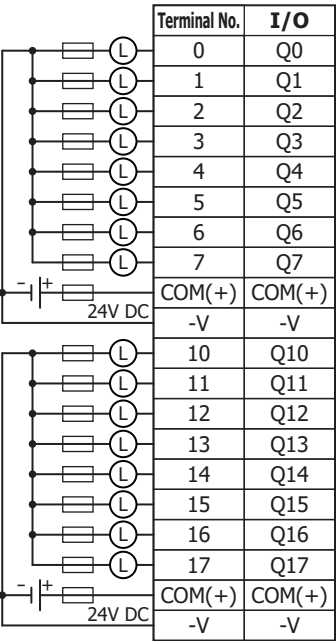 Terminal No. I/O
L 0 Q0
L 1 Q1
L 2 Q2
L 3 Q3
L 4 Q4
L 5 Q5
L 6 Q6
L 7 Q7
- + COM(+) COM(+)
24V DC -V -V
L 10 Q10
L 11 Q11
L 12 Q12
L 13 Q13
L 14 Q14
L 15 Q15
L 16 Q16
L 17 Q17
- + COM(+) COM(+)
24V DC -V -V